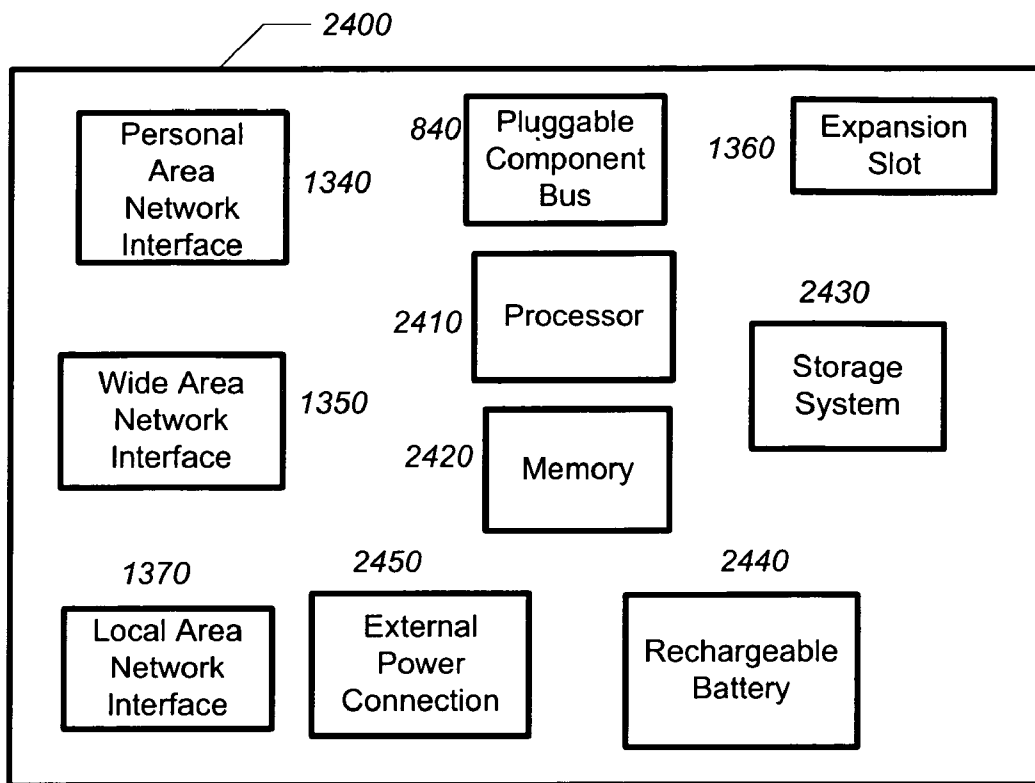 2400
Personal
Area
Network
Interface
1340
840
Pluggable
Component
Bus
1360
Expansion
Slot
2410
Processor
2430
Storage
System
Wide Area
Network
Interface
1350
2420
Memory
1370
Local Area
Network
Interface
2450
External
Power
Connection
2440
Rechargeable
Battery